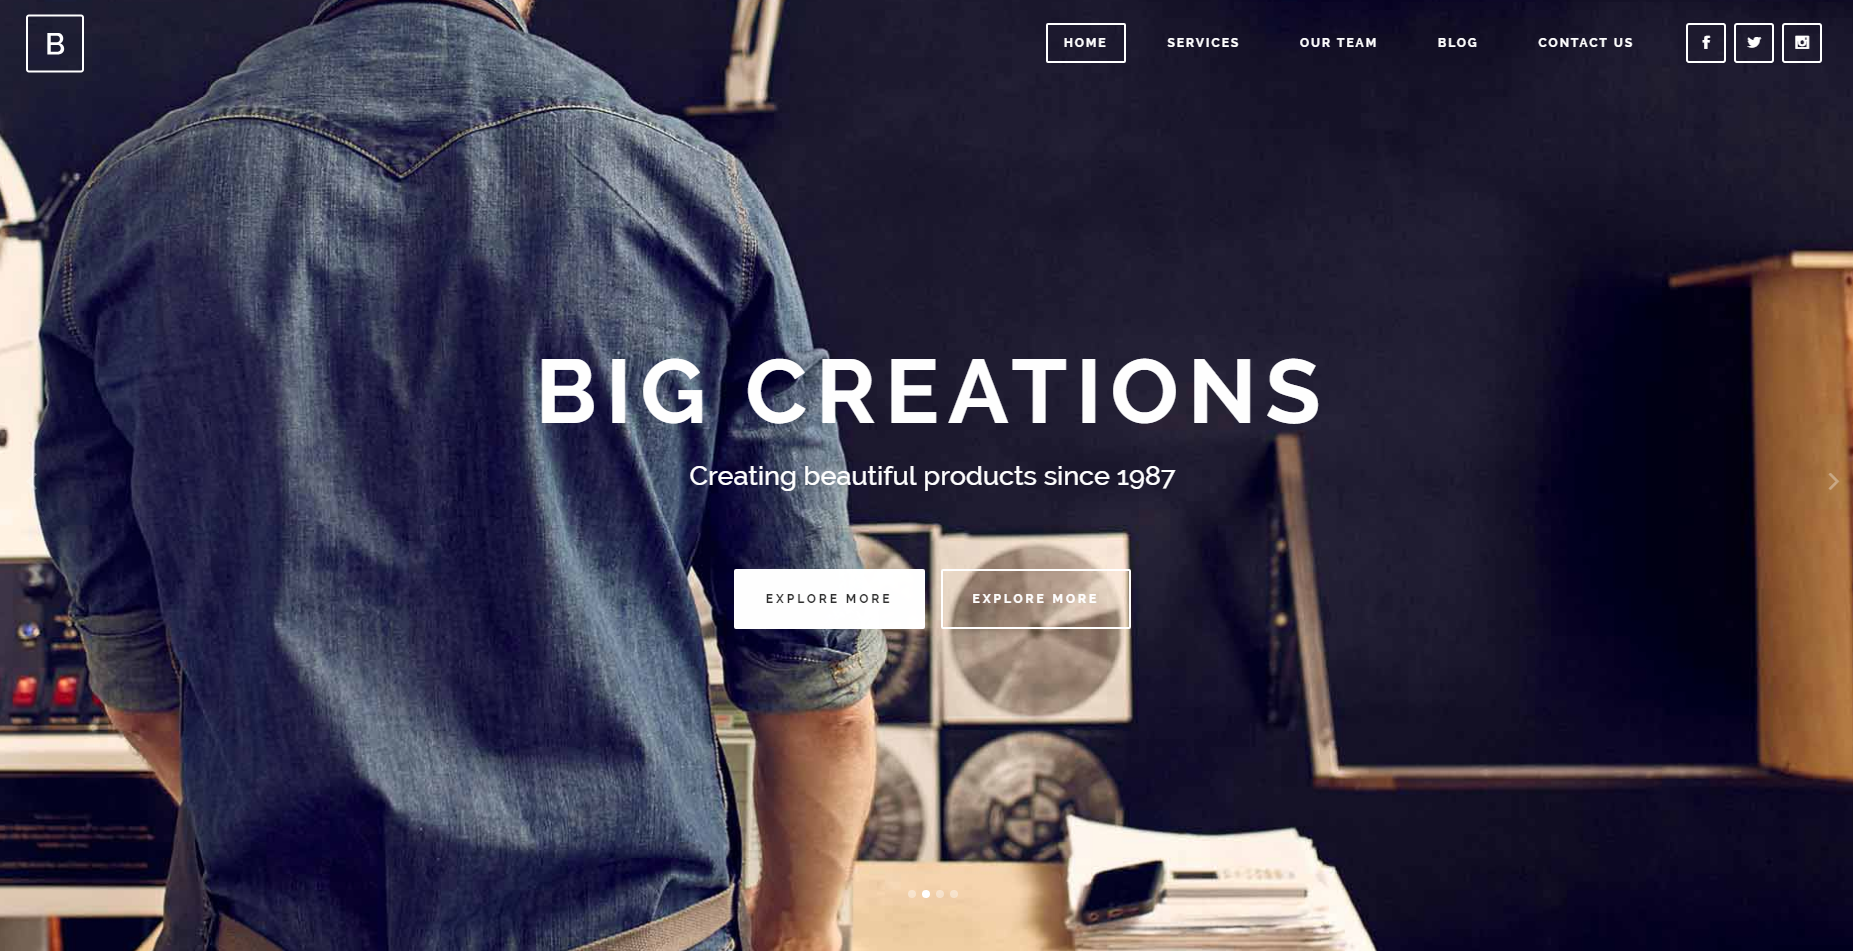 B
HOME SERVICES OUR TEAM BLOG CONTACT US
BIG CREATIONS
Creating beautiful products since 1987
EXPLORE MORE EXPLORE MORE